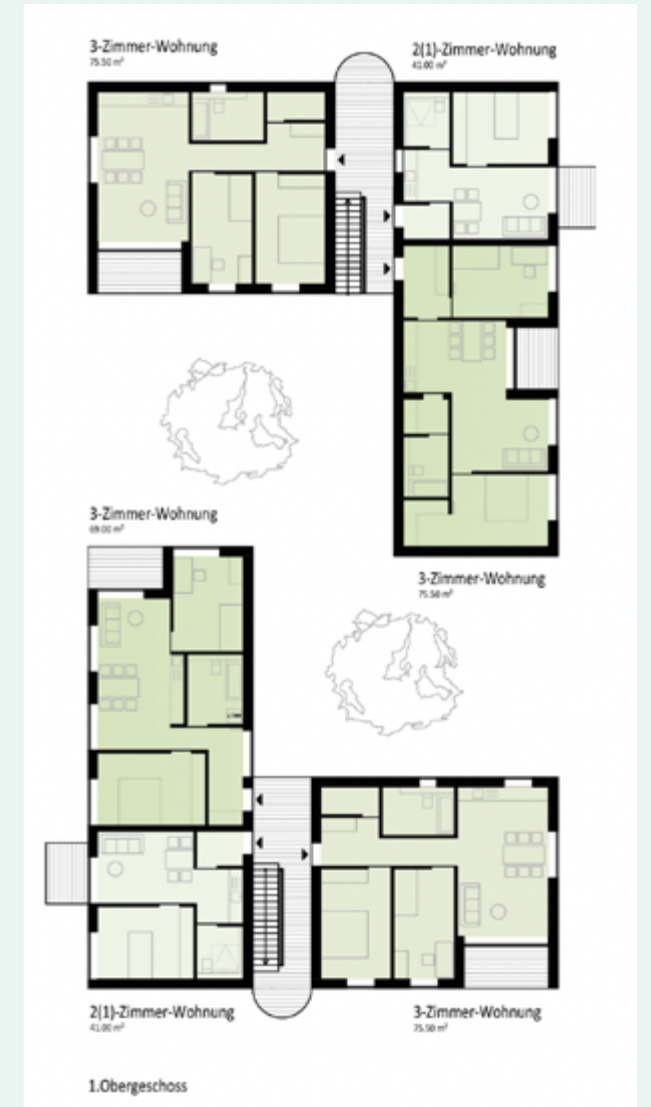 3-Zimmer-Wohnung
75.50 m²
2(1)-Zimmer-Wohnung
41.00 m²
3-Zimmer-Wohnung
69.00 m²
3-Zimmer-Wohnung
75.50 m²
2(1)-Zimmer-Wohnung
41.00 m²
3-Zimmer-Wohnung
75.50 m²
1.Obergeschoss